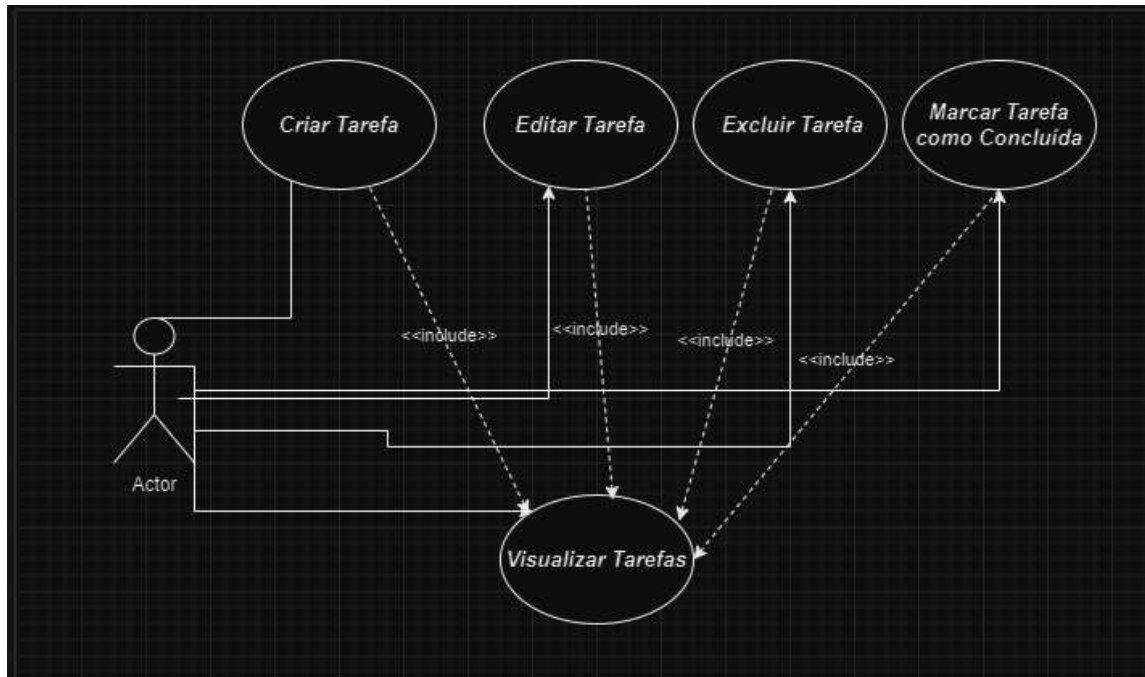 Criar Tarefa
Editar Tarefa
Excluir Tarefa
Marcar Tarefa
como Concluída
<<include>>
<<include>>
<<include>>
<<include>>
Actor
Visualizar Tarefas